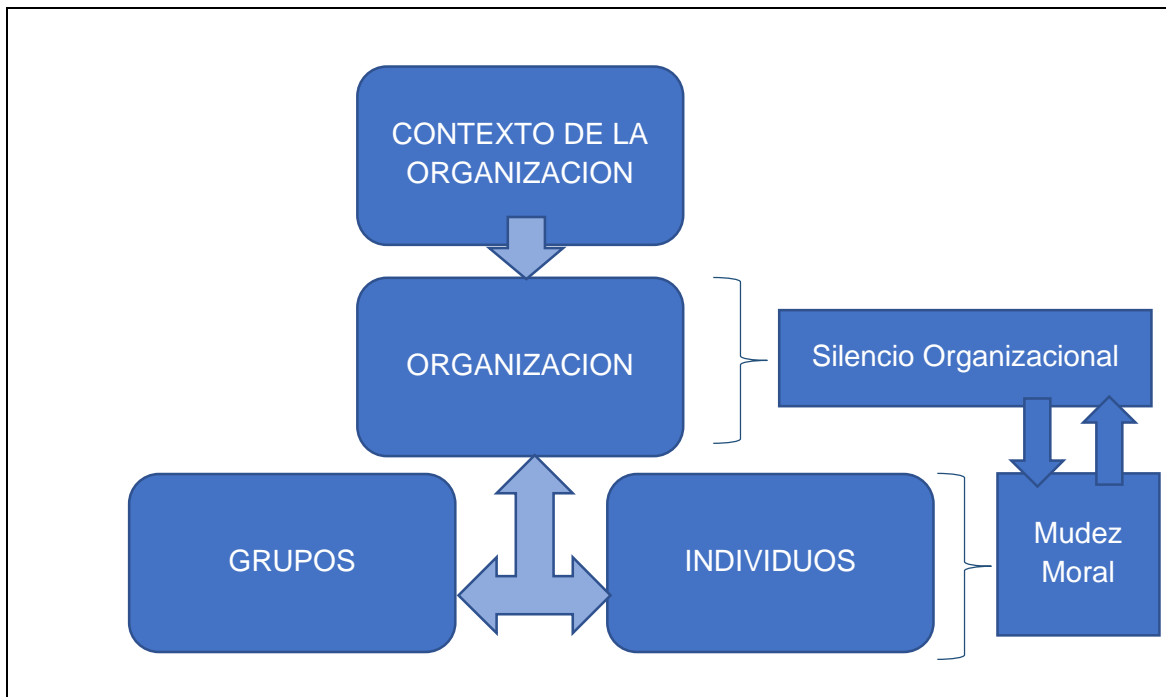 CONTEXTO DE LA
ORGANIZACION
ORGANIZACION
Silencio Organizacional
GRUPOS
INDIVIDUOS
Mudez
Moral